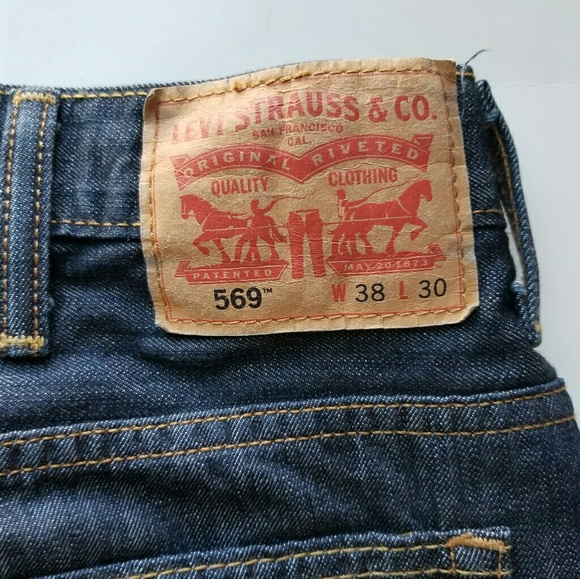 LEVI STRAUSS & CO.
SAN FRANCISCO
CAL.
ORIGINAL RIVETED
QUALITY CLOTHING
PATENTED MAY 20 1873
569™ W 38 L 30